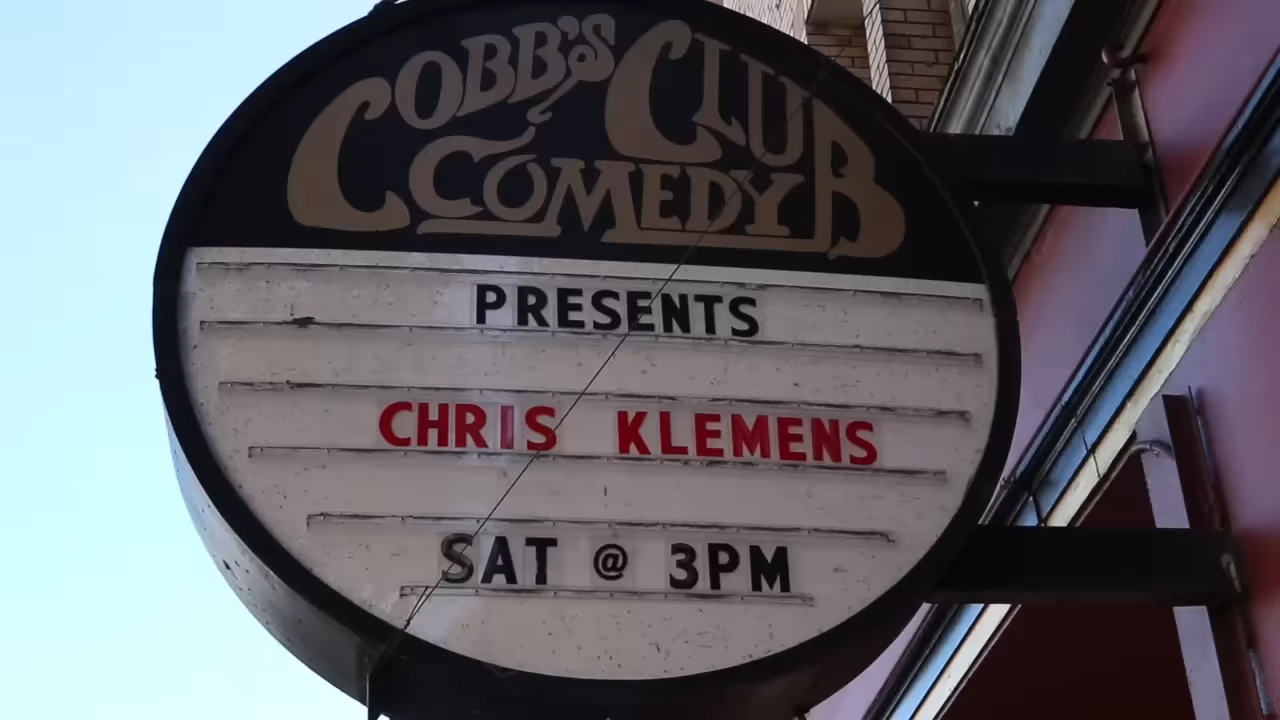 COBB'S
COMEDY
CLUB
PRESENTS
CHRIS KLEMENS
SAT @ 3PM